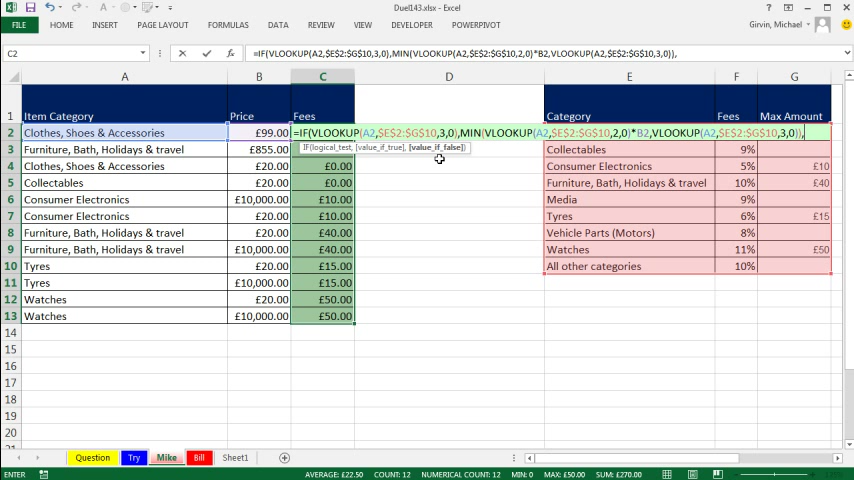 Duel143.xlsx - Excel
FILE HOME INSERT PAGE LAYOUT FORMULAS DATA REVIEW VIEW DEVELOPER POWERPIVOT Girvin, Michael
C2 =IF(VLOOKUP(A2,$E$2:$G$10,3,0),MIN(VLOOKUP(A2,$E$2:$G$10,2,0)*B2,VLOOKUP(A2,$E$2:$G$10,3,0)),
A B C D E F G
1 Item Category Price Fees Category Fees Max Amount
2 Clothes, Shoes & Accessories £99.00 =IF(VLOOKUP(A2,$E$2:$G$10,3,0),MIN(VLOOKUP(A2,$E$2:$G$10,2,0)*B2,VLOOKUP(A2,$E$2:$G$10,3,0)),
IF(logical_test, [value_if_true], [value_if_false])
3 Furniture, Bath, Holidays & travel £855.00 Collectables 9%
4 Clothes, Shoes & Accessories £20.00 £0.00 Consumer Electronics 5% £10
5 Collectables £20.00 £0.00 Furniture, Bath, Holidays & travel 10% £40
6 Consumer Electronics £10,000.00 £10.00 Media 9%
7 Consumer Electronics £20.00 £10.00 Tyres 6% £15
8 Furniture, Bath, Holidays & travel £20.00 £40.00 Vehicle Parts (Motors) 8%
9 Furniture, Bath, Holidays & travel £10,000.00 £40.00 Watches 11% £50
10 Tyres £20.00 £15.00 All other categories 10%
11 Tyres £10,000.00 £15.00
12 Watches £20.00 £50.00
13 Watches £10,000.00 £50.00
14
15
16
17
18
19
20
21
Question Try Mike Bill Sheet1
ENTER AVERAGE: £22.50 COUNT: 12 NUMERICAL COUNT: 12 MIN: 0 MAX: £50.00 SUM: £270.00